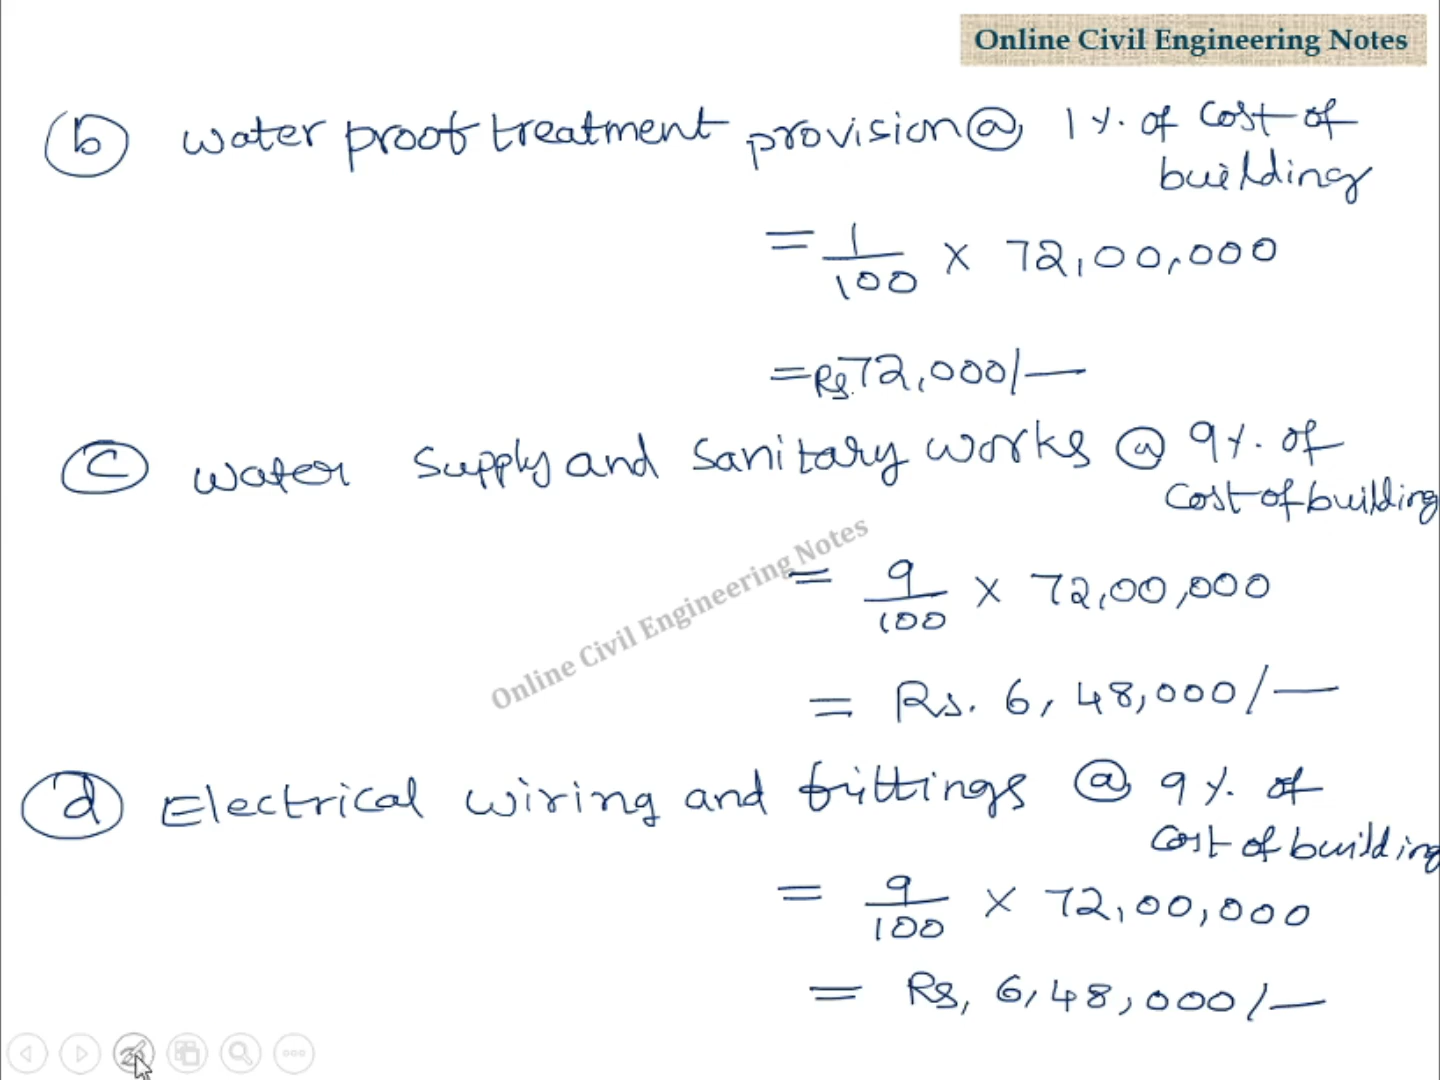 Online Civil Engineering Notes
(b) water proof treatment provision @ 1 %. of cost of
building
= 1/100 × 72,00,000
= Rs.72,000/—
(c) water supply and sanitary works @ 9%. of
cost of building
= 9/100 × 72,00,000
Online Civil Engineering Notes
= Rs. 6,48,000/—
(d) Electrical wiring and fittings @ 9%. of
cost of building
= 9/100 × 72,00,000
= Rs, 6,48,000/—